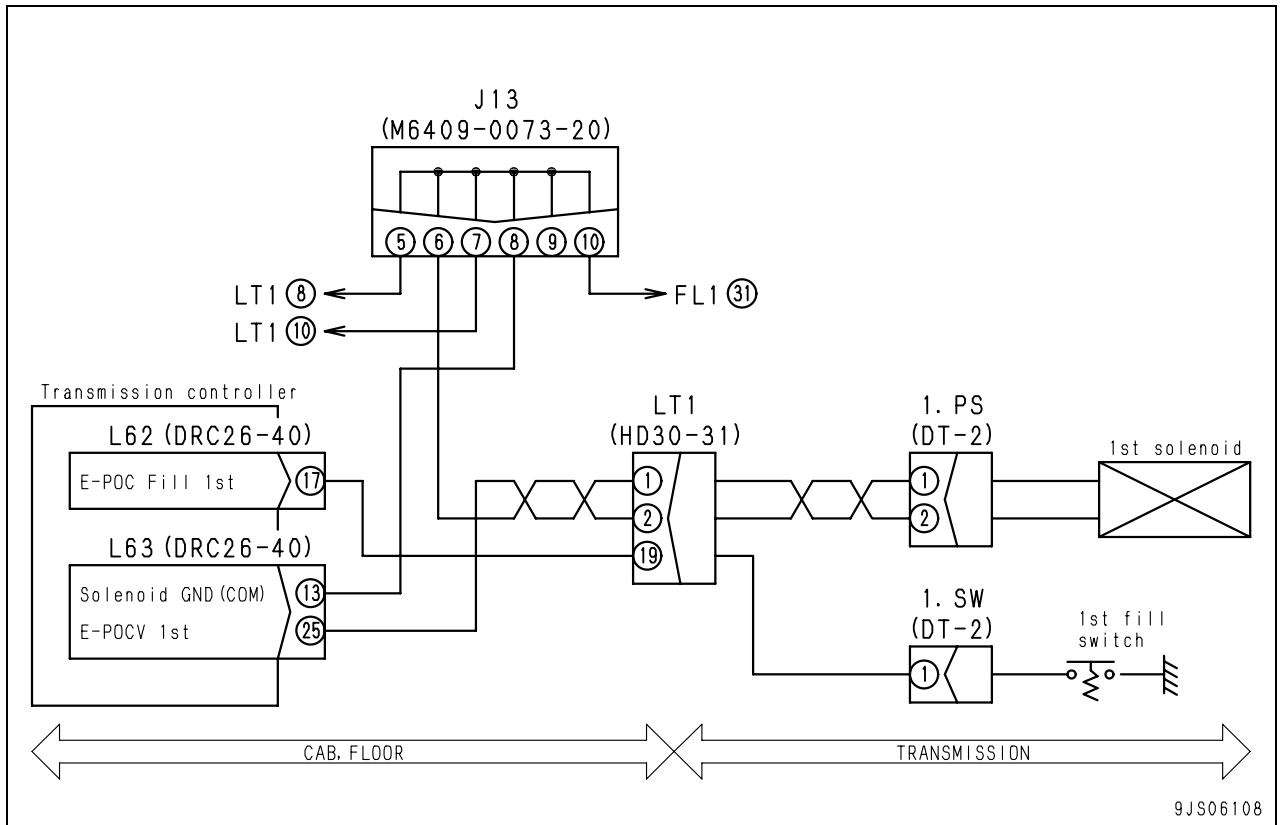 J13
(M6409-0073-20)
5 6 7 8 9 10
LT1 8
FL1 31
LT1 10
Transmission controller
L62 (DRC26-40)
E-POC Fill 1st 17
L63 (DRC26-40)
Solenoid GND (COM) 13
E-POCV 1st 25
LT1
(HD30-31)
1
2
19
1. PS
(DT-2)
1
2
1st solenoid
1. SW
(DT-2)
1
1st fill
switch
CAB, FLOOR
TRANSMISSION
9JS06108